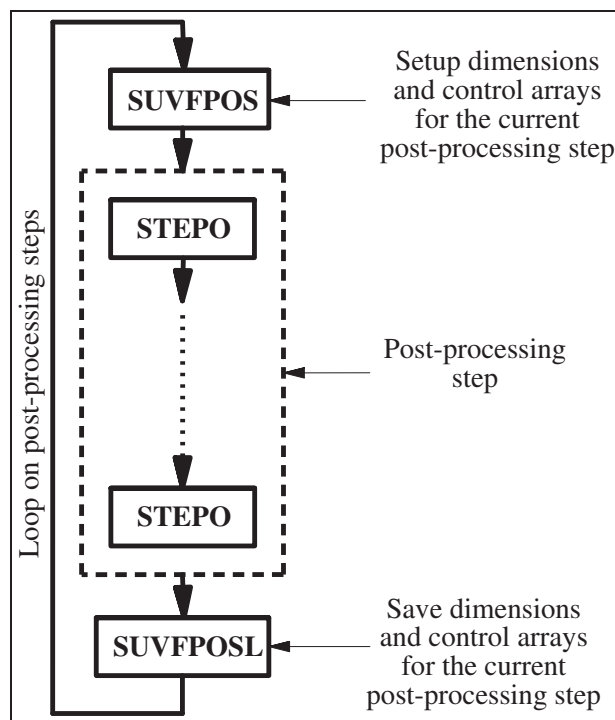 SUVFPOS
Setup dimensions
and control arrays
for the current
post-processing step
STEPO
Loop on post-processing steps
Post-processing
step
STEPO
SUVFPOSL
Save dimensions
and control arrays
for the current
post-processing step